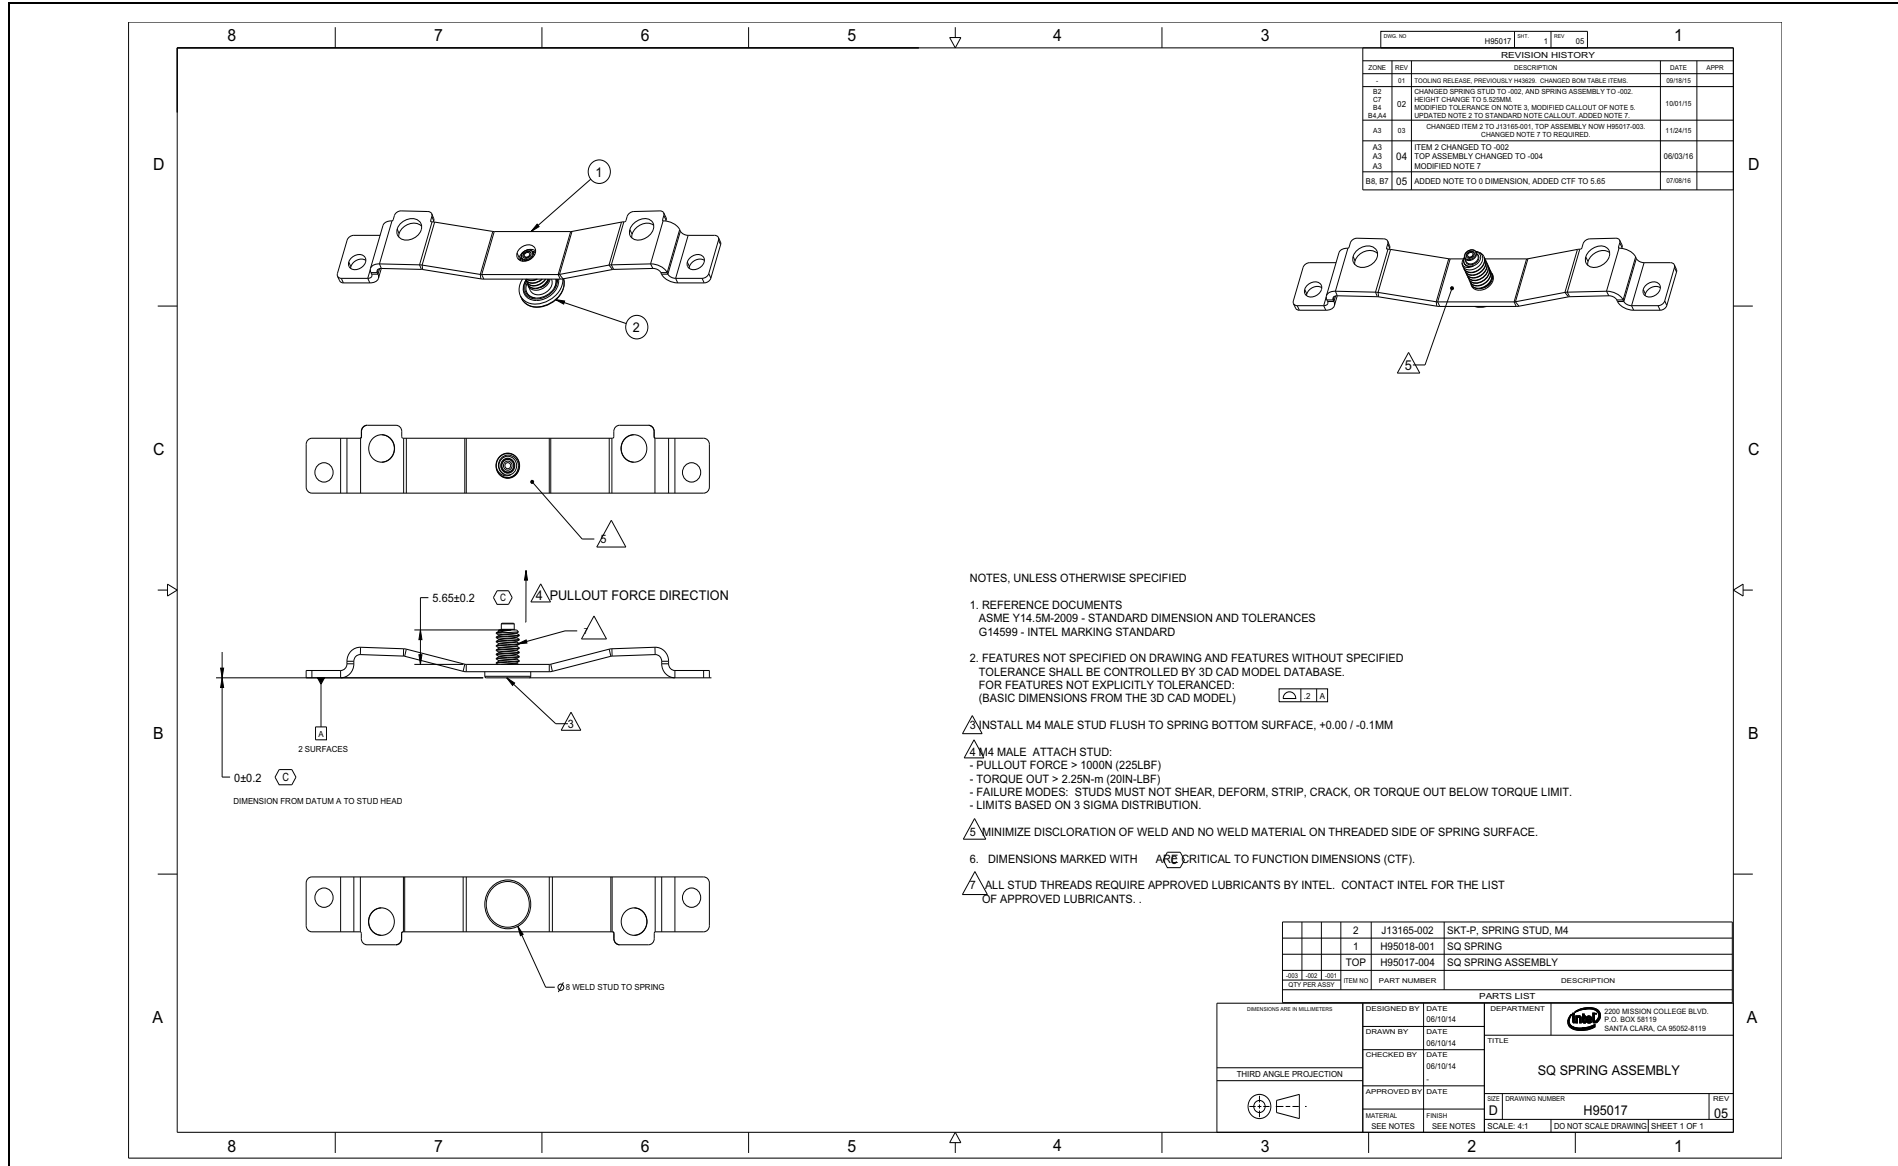 8 7 6 5 4 3 1
DWG. NO H95017 SHT. 1 REV 05
REVISION HISTORY
ZONE REV DESCRIPTION DATE APPR
- 01 TOOLING RELEASE, PREVIOUSLY H43629. CHANGED BOM TABLE ITEMS. 09/18/15
B2 CHANGED SPRING STUD TO -002, AND SPRING ASSEMBLY TO -002.
C7 HEIGHT CHANGE TO 5.525MM.
B4 02 MODIFIED TOLERANCE ON NOTE 3, MODIFIED CALLOUT OF NOTE 5. 10/01/15
B4,A4 UPDATED NOTE 2 TO STANDARD NOTE CALLOUT. ADDED NOTE 7.
A3 03 CHANGED ITEM 2 TO J13165-001, TOP ASSEMBLY NOW H95017-003. 11/24/15
CHANGED NOTE 7 TO REQUIRED.
A3 ITEM 2 CHANGED TO -002
A3 04 TOP ASSEMBLY CHANGED TO -004 06/03/16
A3 MODIFIED NOTE 7
B8, B7 05 ADDED NOTE TO 0 DIMENSION, ADDED CTF TO 5.65 07/08/16
D D
1
2
5
C C
5
5.65±0.2 C 4 PULLOUT FORCE DIRECTION
3
A
2 SURFACES
0±0.2 C
DIMENSION FROM DATUM A TO STUD HEAD
B B
NOTES, UNLESS OTHERWISE SPECIFIED
1. REFERENCE DOCUMENTS
ASME Y14.5M-2009 - STANDARD DIMENSION AND TOLERANCES
G14599 - INTEL MARKING STANDARD
2. FEATURES NOT SPECIFIED ON DRAWING AND FEATURES WITHOUT SPECIFIED
TOLERANCE SHALL BE CONTROLLED BY 3D CAD MODEL DATABASE.
FOR FEATURES NOT EXPLICITLY TOLERANCED:
(BASIC DIMENSIONS FROM THE 3D CAD MODEL) .2 A
3 INSTALL M4 MALE STUD FLUSH TO SPRING BOTTOM SURFACE, +0.00 / -0.1MM
4 M4 MALE ATTACH STUD:
- PULLOUT FORCE > 1000N (225LBF)
- TORQUE OUT > 2.25N-m (20IN-LBF)
- FAILURE MODES: STUDS MUST NOT SHEAR, DEFORM, STRIP, CRACK, OR TORQUE OUT BELOW TORQUE LIMIT.
- LIMITS BASED ON 3 SIGMA DISTRIBUTION.
5 MINIMIZE DISCLORATION OF WELD AND NO WELD MATERIAL ON THREADED SIDE OF SPRING SURFACE.
6. DIMENSIONS MARKED WITH C ARE CRITICAL TO FUNCTION DIMENSIONS (CTF).
7 ALL STUD THREADS REQUIRE APPROVED LUBRICANTS BY INTEL. CONTACT INTEL FOR THE LIST
OF APPROVED LUBRICANTS. .
Ø8 WELD STUD TO SPRING
A A
2 J13165-002 SKT-P, SPRING STUD, M4
1 H95018-001 SQ SPRING
TOP H95017-004 SQ SPRING ASSEMBLY
-003 -002 -001 ITEM NO PART NUMBER DESCRIPTION
QTY PER ASSY
PARTS LIST
DIMENSIONS ARE IN MILLIMETERS
THIRD ANGLE PROJECTION
DESIGNED BY DATE
06/10/14
DRAWN BY DATE
06/10/14
CHECKED BY DATE
06/10/14
-
APPROVED BY DATE
MATERIAL FINISH
SEE NOTES SEE NOTES
DEPARTMENT
intel
2200 MISSION COLLEGE BLVD.
P.O. BOX 58119
SANTA CLARA, CA 95052-8119
TITLE
SQ SPRING ASSEMBLY
SIZE DRAWING NUMBER REV
D H95017 05
SCALE: 4:1 DO NOT SCALE DRAWING SHEET 1 OF 1
8 7 6 5 4 3 2 1